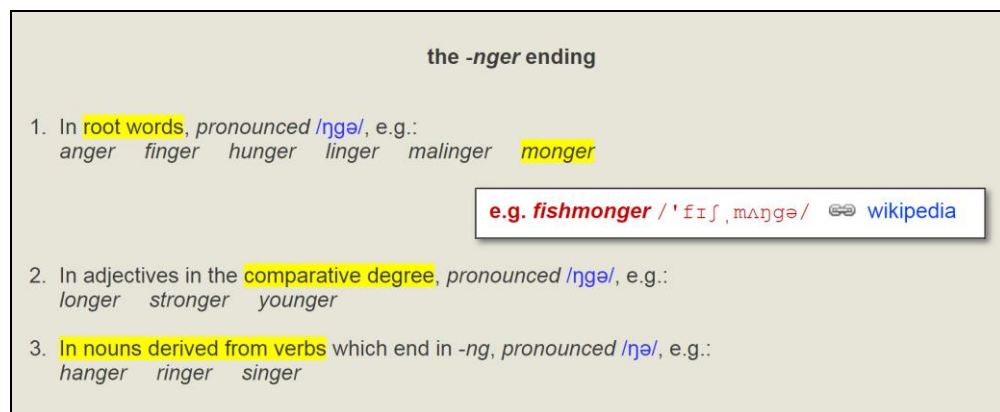 the -nger ending
1. In root words, pronounced /ŋgə/, e.g.:
anger finger hunger linger malinger monger
e.g. fishmonger /ˈfɪʃˌmʌŋgə/ wikipedia
2. In adjectives in the comparative degree, pronounced /ŋgə/, e.g.:
longer stronger younger
3. In nouns derived from verbs which end in -ng, pronounced /ŋə/, e.g.:
hanger ringer singer